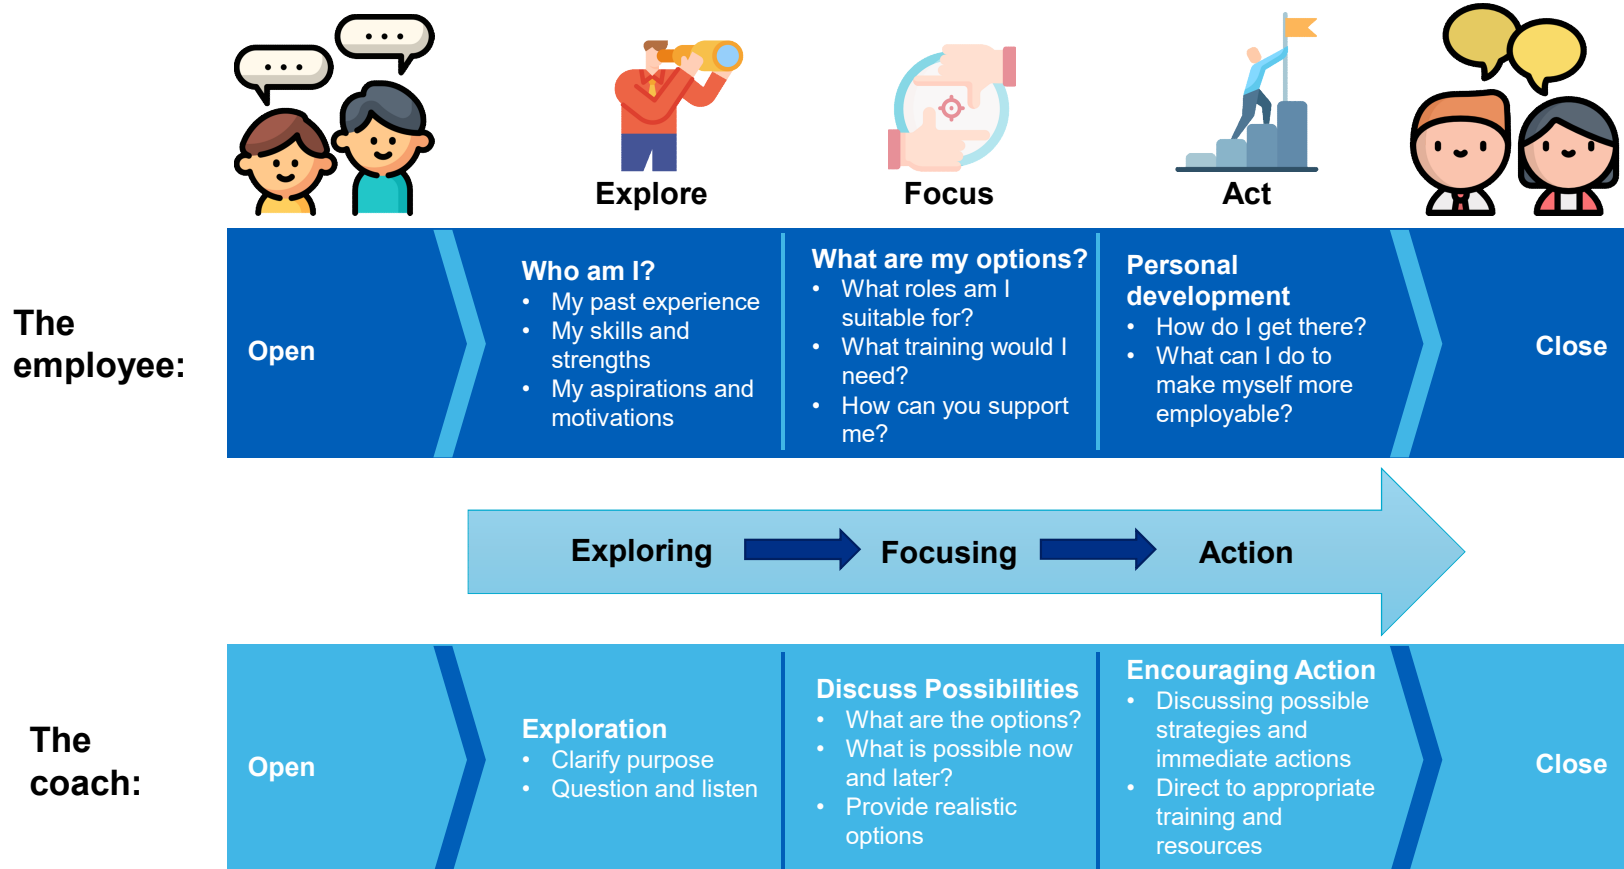 Explore
Focus
Act
The
employee:
Open
Who am I?
• My past experience
• My skills and
strengths
• My aspirations and
motivations
What are my options?
• What roles am I
suitable for?
• What training would I
need?
• How can you support
me?
Personal
development
• How do I get there?
• What can I do to
make myself more
employable?
Close
Exploring
Focusing
Action
The
coach:
Open
Exploration
• Clarify purpose
• Question and listen
Discuss Possibilities
• What are the options?
• What is possible now
and later?
• Provide realistic
options
Encouraging Action
• Discussing possible
strategies and
immediate actions
• Direct to appropriate
training and
resources
Close